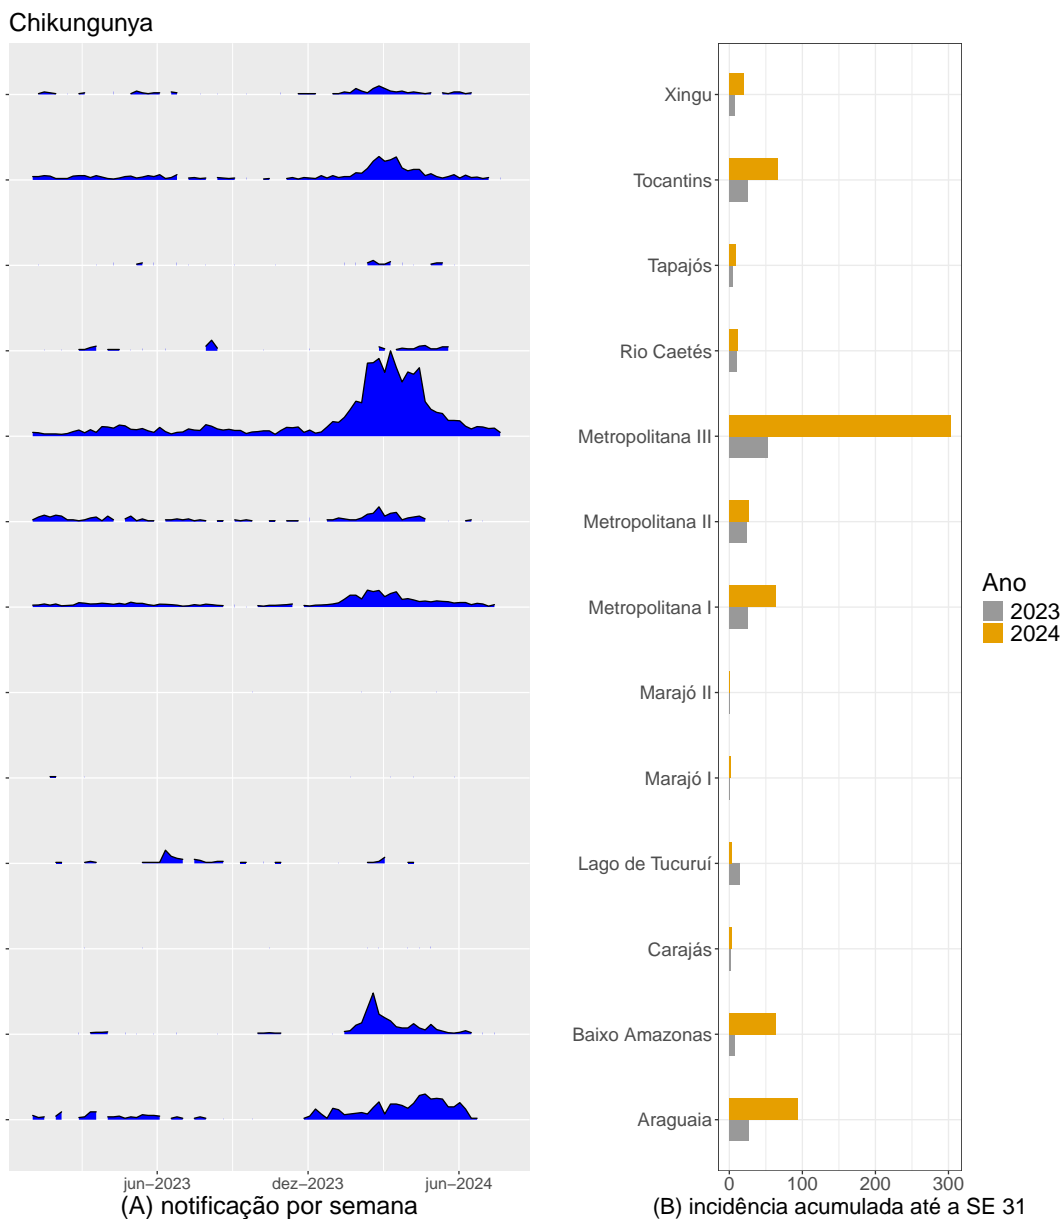 Chikungunya
Xingu
Tocantins
Tapajós
Rio Caetés
Metropolitana III
Metropolitana II
Metropolitana I
Marajó II
Marajó I
Lago de Tucuruí
Carajás
Baixo Amazonas
Araguaia
Ano
2023
2024
jun−2023 dez−2023 jun−2024
(A) notificação por semana
0 100 200 300
(B) incidência acumulada até a SE 31